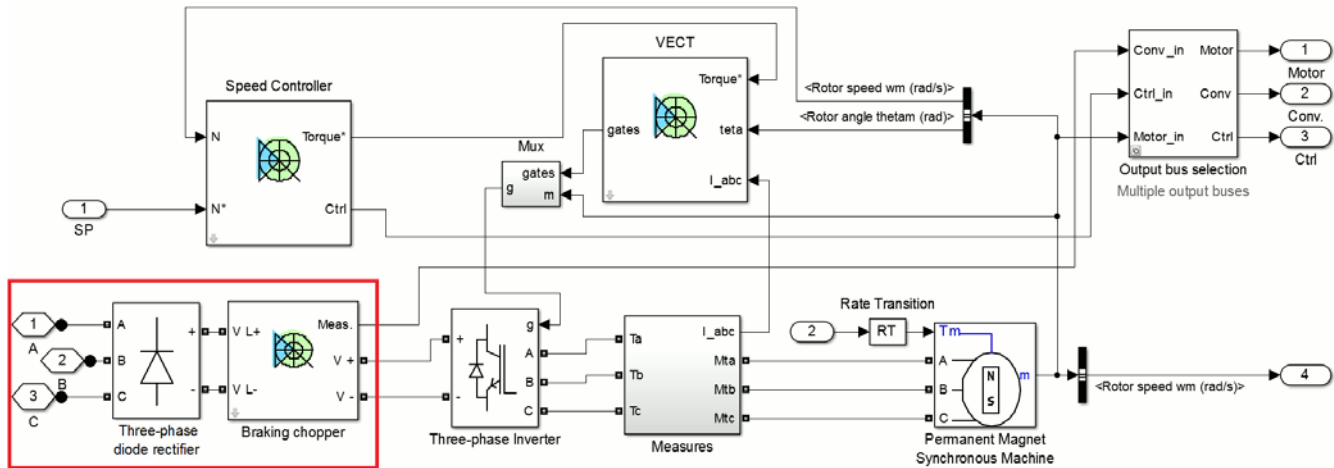 VECT
Speed Controller
Torque*
<Rotor speed wm (rad/s)>
Conv_in
Motor
1
Motor
N
Torque*
gates
teta
<Rotor angle thetam (rad)>
Ctrl_in
Conv
2
Conv.
Mux
Motor_in
Ctrl
3
Ctrl
gates
g
m
I_abc
Output bus selection
Multiple output buses
1
SP
N*
Ctrl
Rate Transition
1
A
A
+
V L+
Meas.
g
I_abc
2
RT
Tm
2
B
B
V +
+
A
Ta
Mta
A
N
S
m
4
<Rotor speed wm (rad/s)>
B
Tb
Mtb
B
3
C
C
-
V L-
V -
-
C
Tc
Mtc
C
Three-phase
diode rectifier
Braking chopper
Three-phase Inverter
Measures
Permanent Magnet
Synchronous Machine